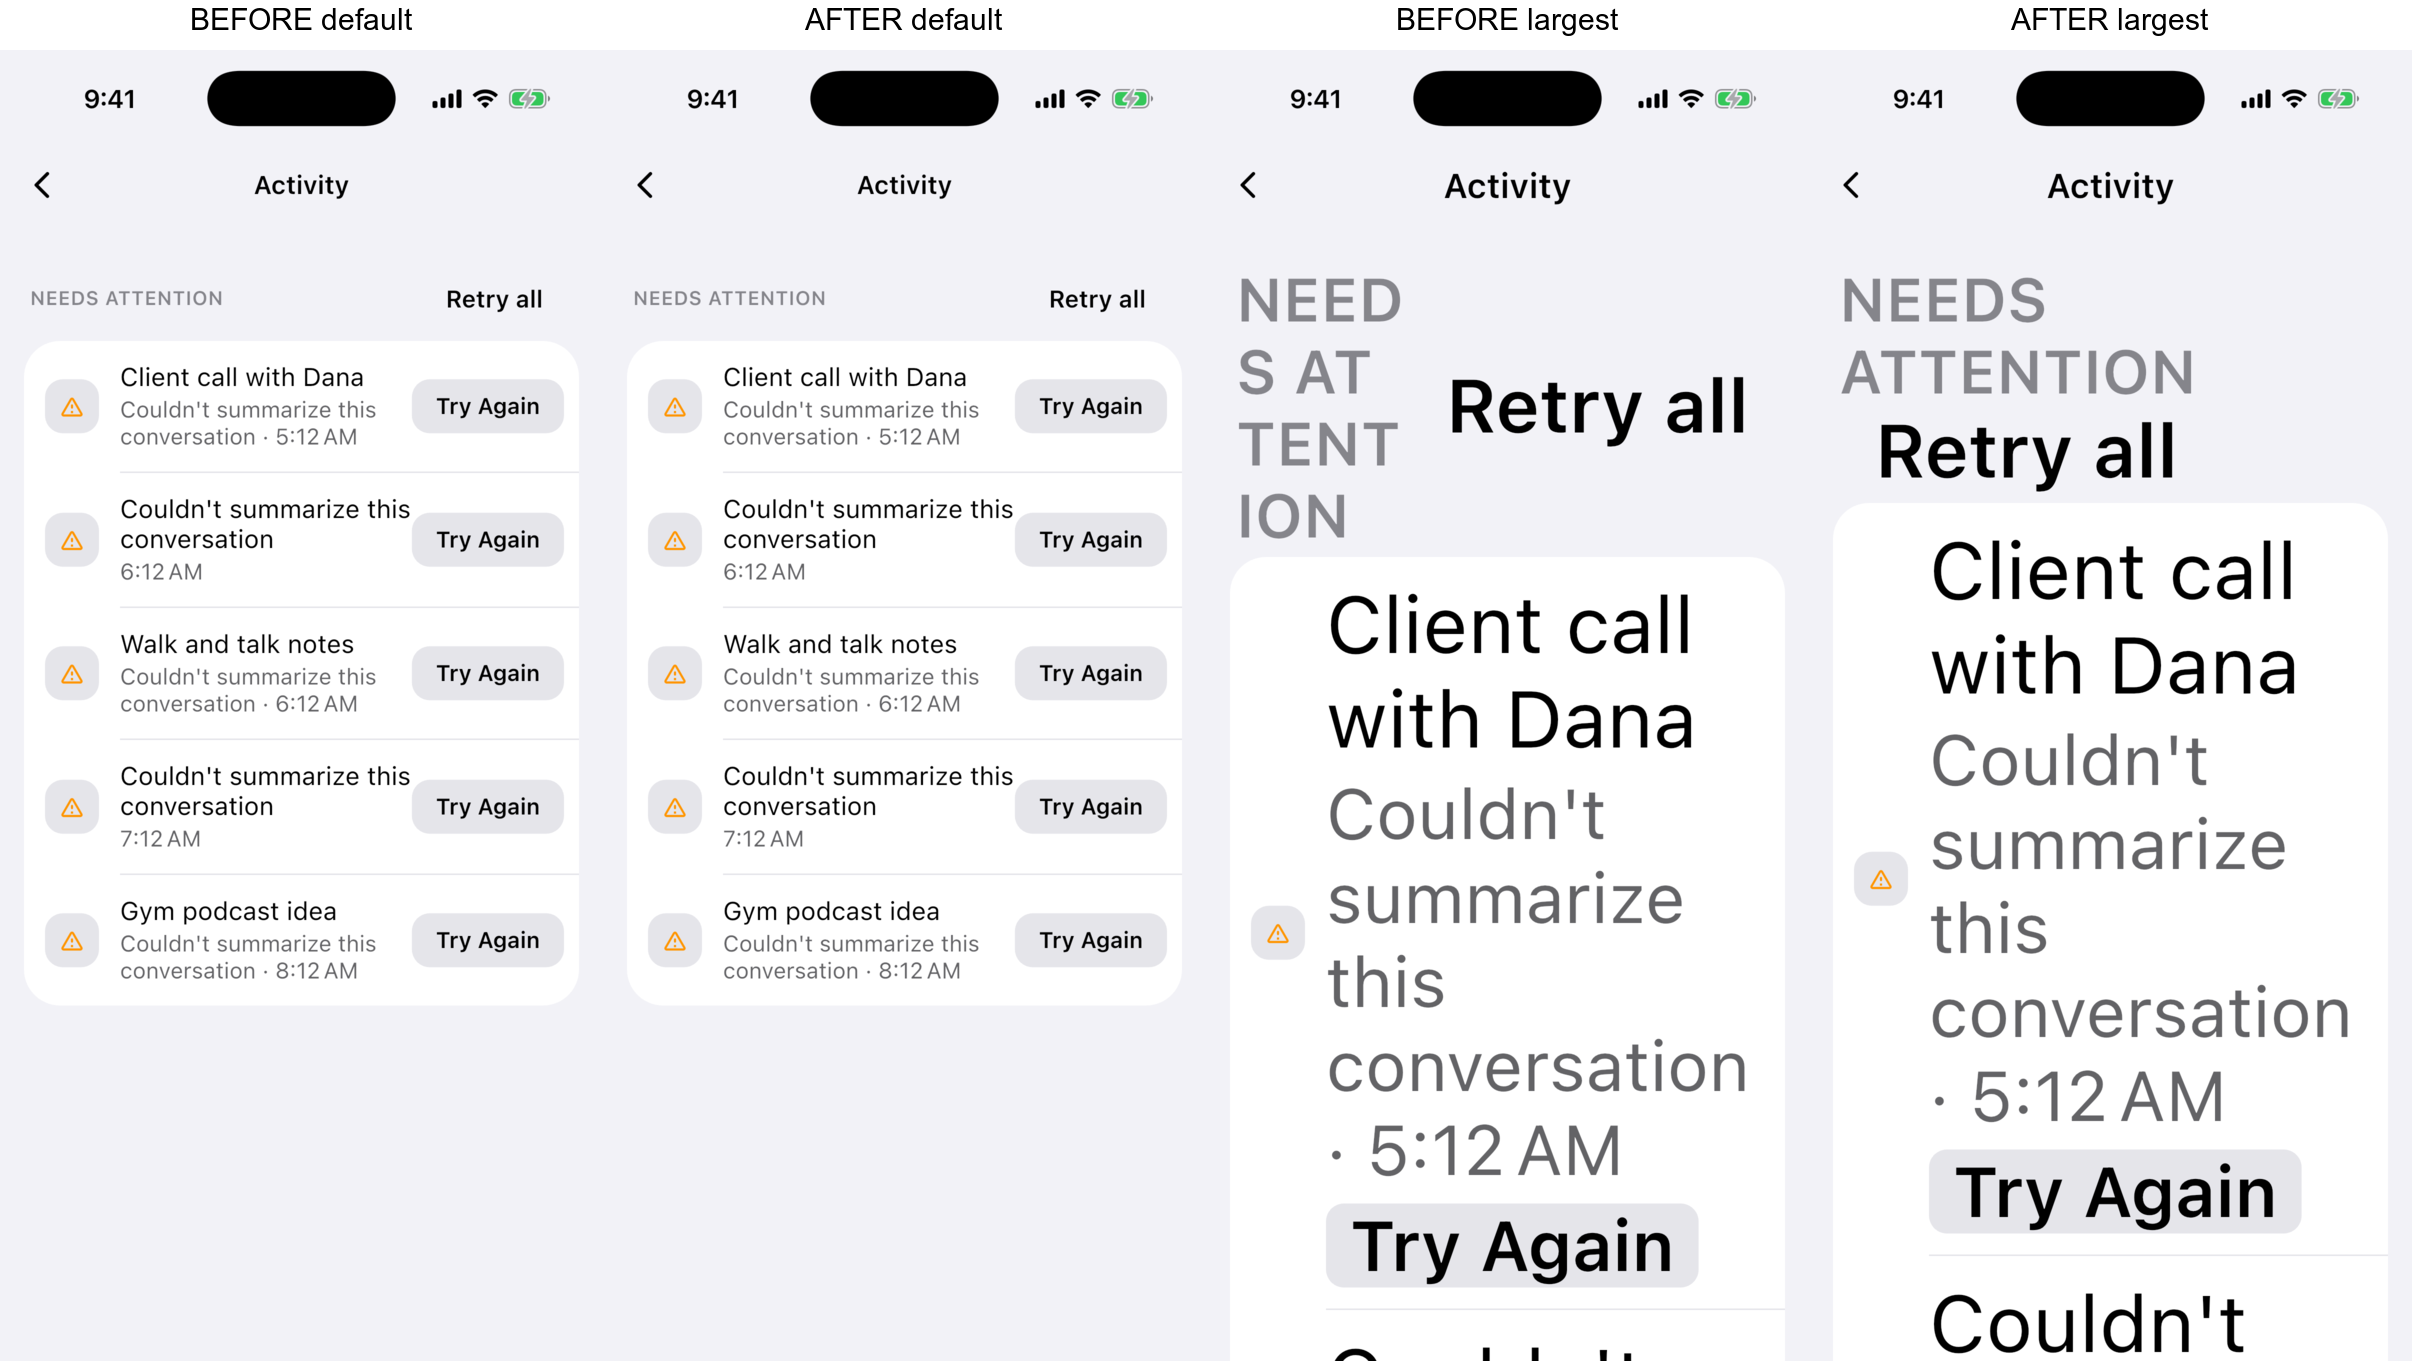 BEFORE default
9:41
Activity
NEEDS ATTENTION
Retry all
Client call with Dana
Couldn't summarize this
conversation · 5:12 AM
Try Again
Couldn't summarize this
conversation
6:12 AM
Try Again
Walk and talk notes
Couldn't summarize this
conversation · 6:12 AM
Try Again
Couldn't summarize this
conversation
7:12 AM
Try Again
Gym podcast idea
Couldn't summarize this
conversation · 8:12 AM
Try Again
AFTER default
9:41
Activity
NEEDS ATTENTION
Retry all
Client call with Dana
Couldn't summarize this
conversation · 5:12 AM
Try Again
Couldn't summarize this
conversation
6:12 AM
Try Again
Walk and talk notes
Couldn't summarize this
conversation · 6:12 AM
Try Again
Couldn't summarize this
conversation
7:12 AM
Try Again
Gym podcast idea
Couldn't summarize this
conversation · 8:12 AM
Try Again
BEFORE largest
9:41
Activity
NEED
S AT
TENT
ION
Retry all
Client call
with Dana
Couldn't
summarize
this
conversation
· 5:12 AM
Try Again
AFTER largest
9:41
Activity
NEEDS
ATTENTION
Retry all
Client call
with Dana
Couldn't
summarize
this
conversation
· 5:12 AM
Try Again
Couldn't